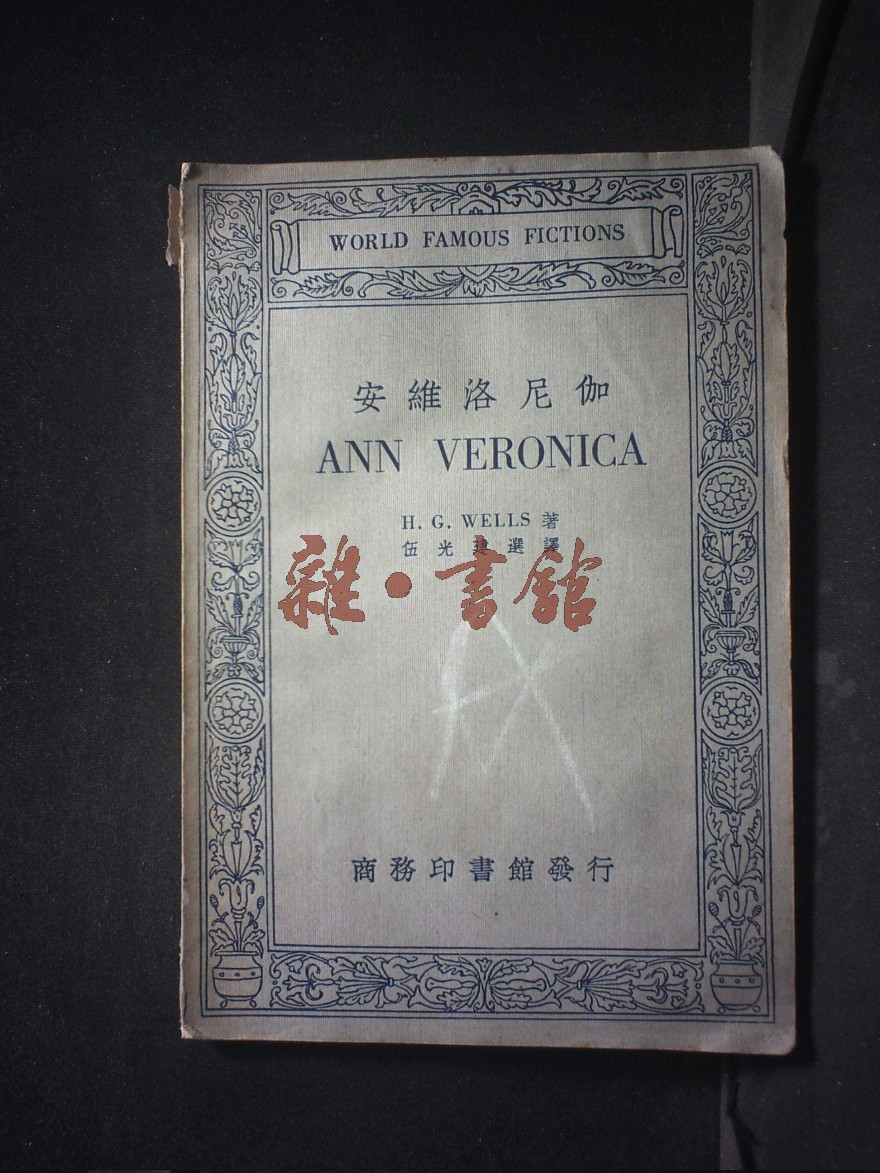 WORLD FAMOUS FICTIONS
安維洛尼伽
ANN VERONICA
H. G. WELLS 著
伍光建選譯
雜·書館
商務印書館發行